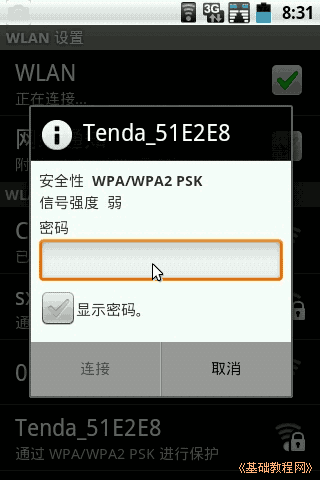 3G
8:31
WLAN 设置
WLAN
正在连接...
网
附
Tenda_51E2E8
安全性 WPA/WPA2 PSK
信号强度 弱
密码
显示密码。
连接 取消
WL
C
已
sx
通
0
Tenda_51E2E8
通过 WPA/WPA2 PSK 进行保护
《基础教程网》